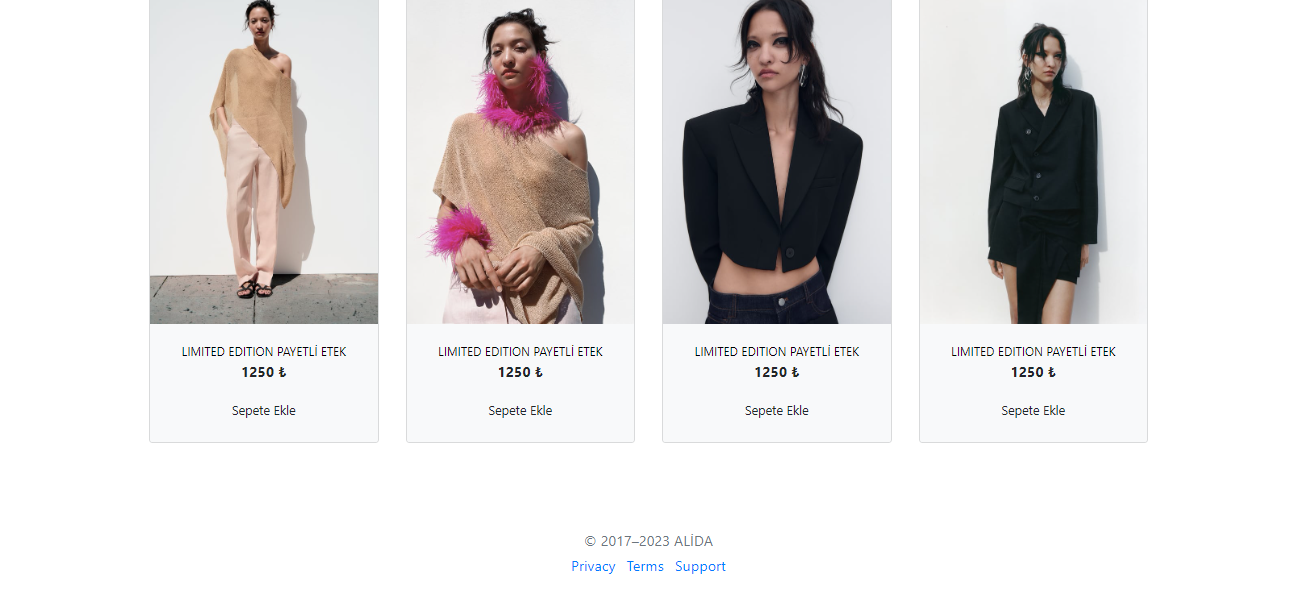 LIMITED EDITION PAYETLİ ETEK
1250 ₺
Sepete Ekle
LIMITED EDITION PAYETLİ ETEK
1250 ₺
Sepete Ekle
LIMITED EDITION PAYETLİ ETEK
1250 ₺
Sepete Ekle
LIMITED EDITION PAYETLİ ETEK
1250 ₺
Sepete Ekle
© 2017–2023 ALİDA
Privacy Terms Support